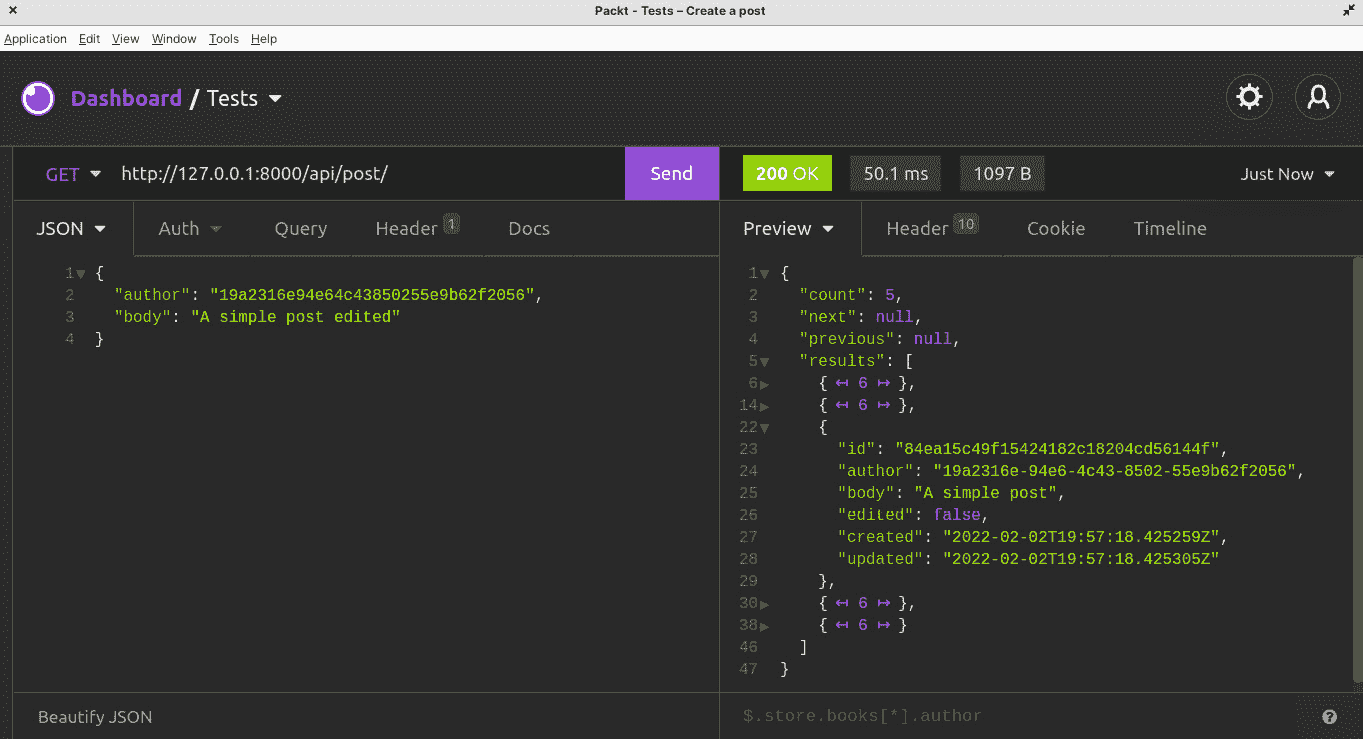 Packt - Tests – Create a post
Application Edit View Window Tools Help
Dashboard / Tests
GET http://127.0.0.1:8000/api/post/ Send 200 OK 50.1 ms 1097 B Just Now
JSON Auth Query Header 1 Docs Preview Header 10 Cookie Timeline
1 {
2 "author": "19a2316e94e64c43850255e9b62f2056",
3 "body": "A simple post edited"
4 }
1 {
2 "count": 5,
3 "next": null,
4 "previous": null,
5 "results": [
6 { ↤ 6 ↦ },
14 { ↤ 6 ↦ },
22 {
23 "id": "84ea15c49f15424182c18204cd56144f",
24 "author": "19a2316e-94e6-4c43-8502-55e9b62f2056",
25 "body": "A simple post",
26 "edited": false,
27 "created": "2022-02-02T19:57:18.425259Z",
28 "updated": "2022-02-02T19:57:18.425305Z"
29 },
30 { ↤ 6 ↦ },
38 { ↤ 6 ↦ }
46 ]
47 }
Beautify JSON $.store.books[*].author ?